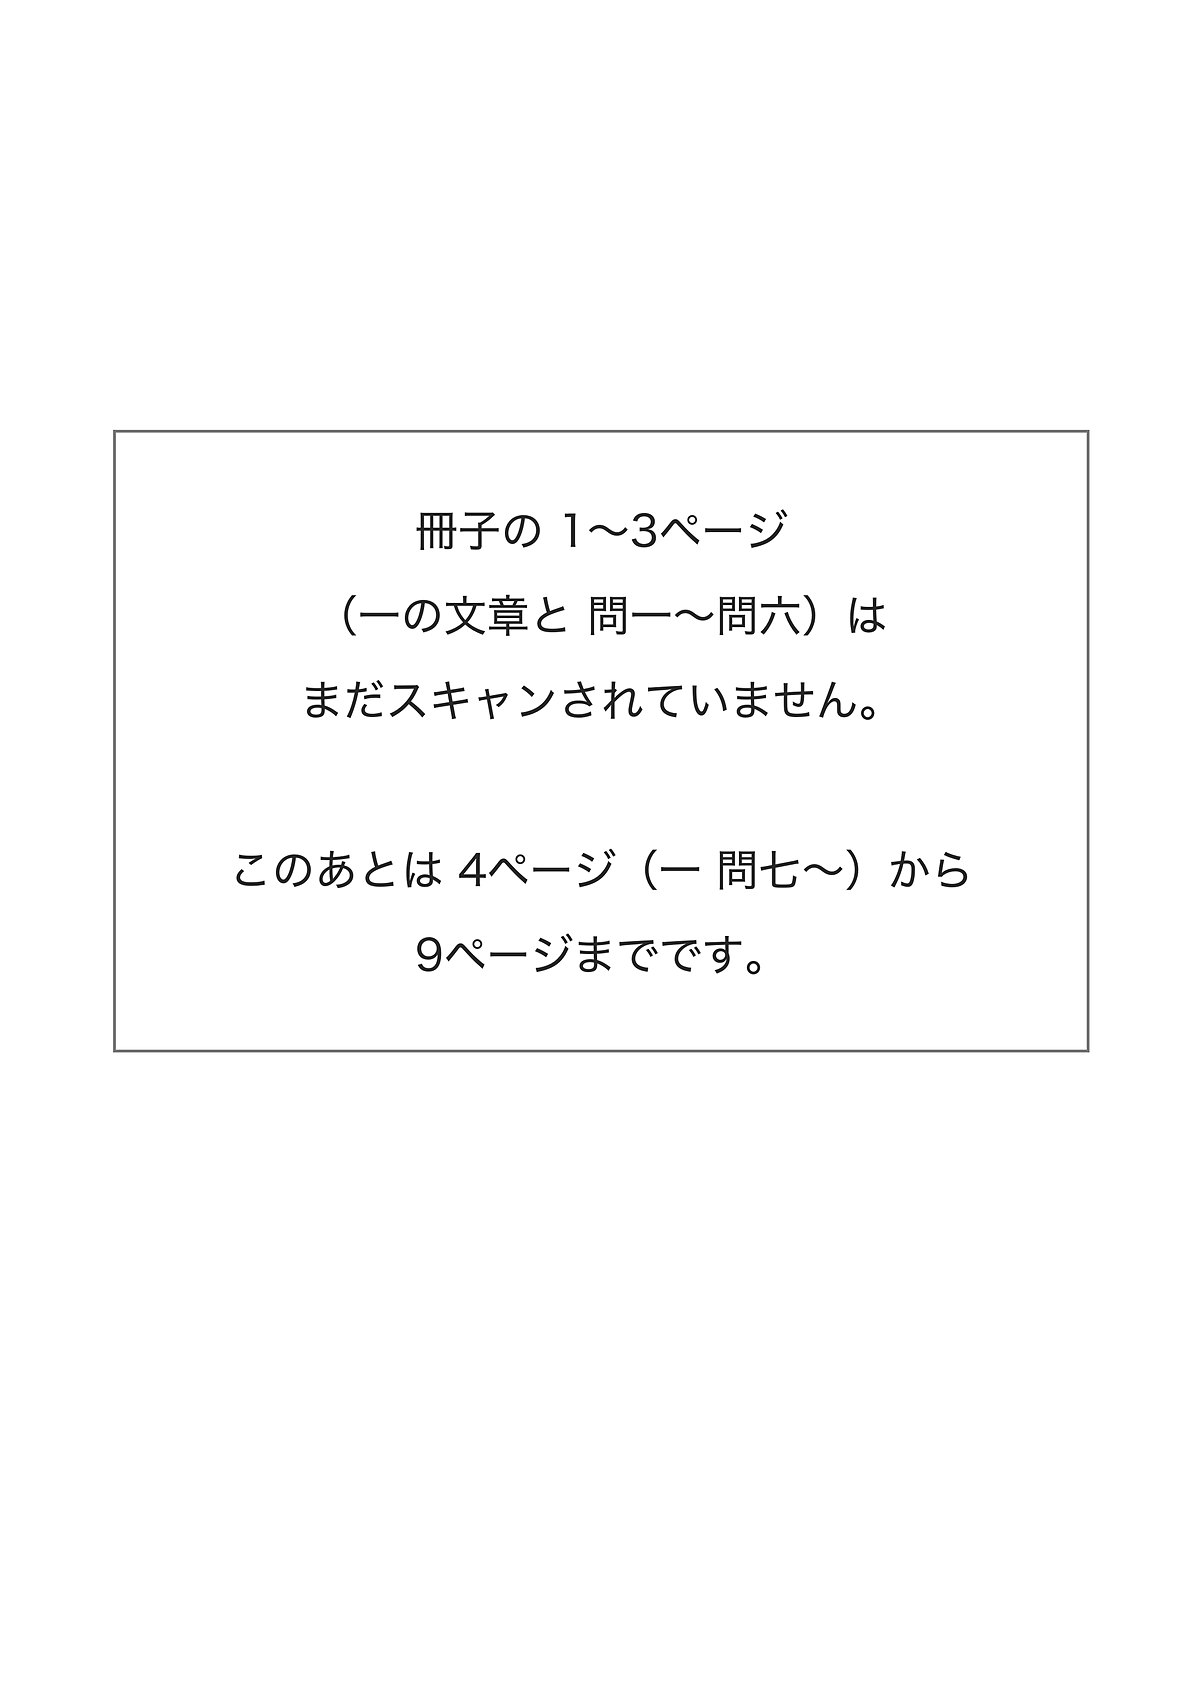 冊子の 1〜3ページ
（一の文章と 問一〜問六）は
まだスキャンされていません。
このあとは 4ページ（一 問七〜）から
9ページまでです。